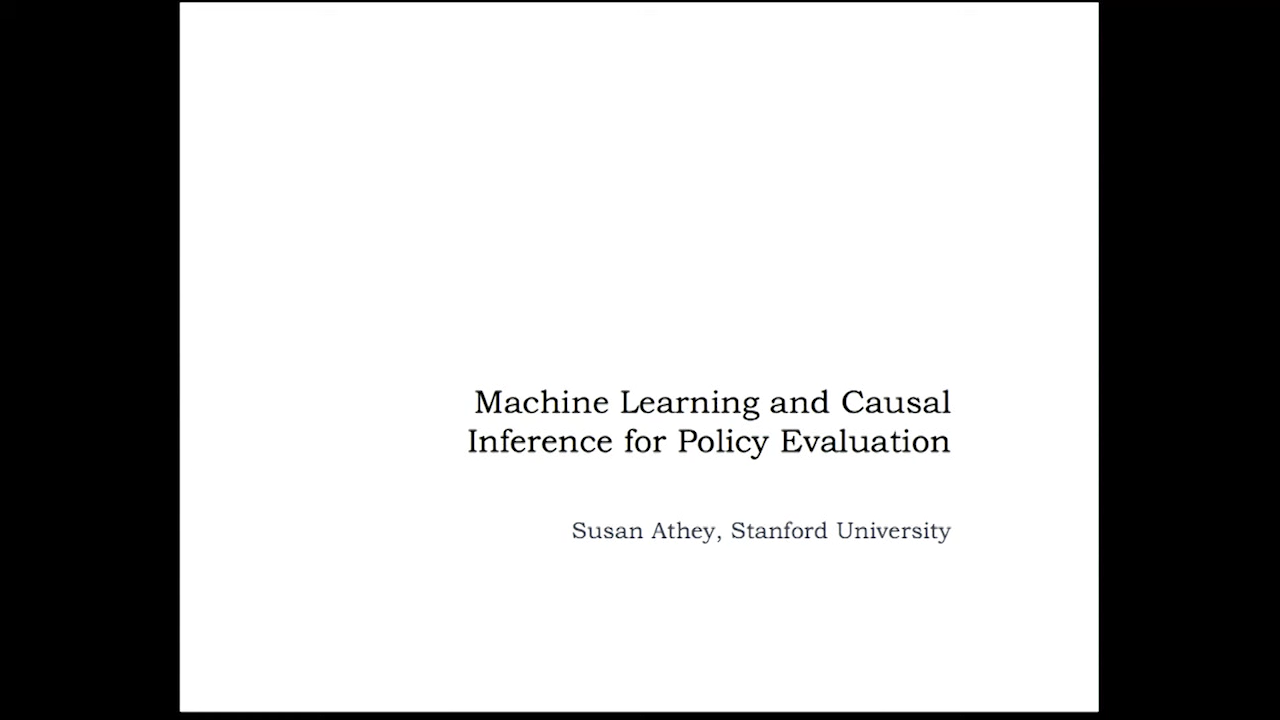 Machine Learning and Causal
Inference for Policy Evaluation
Susan Athey, Stanford University